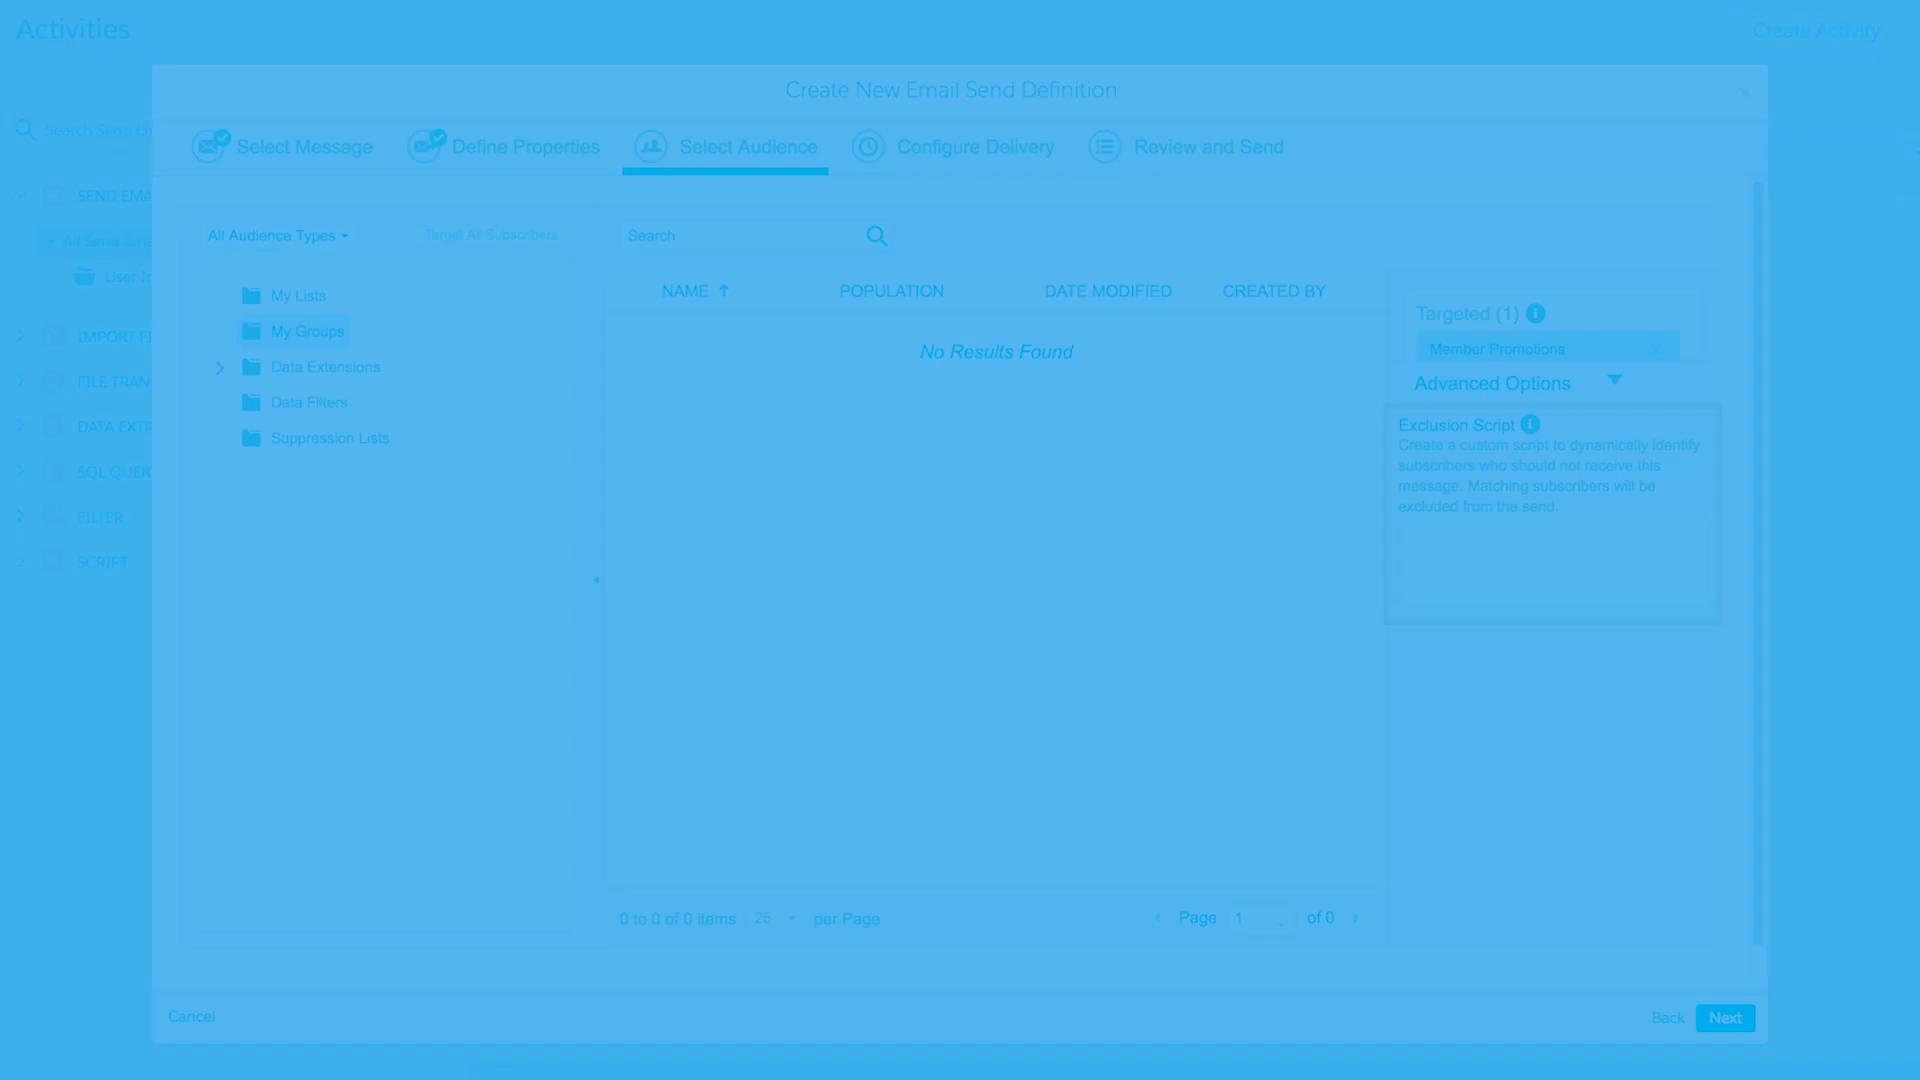 Activities
Create Activity
Create New Email Send Definition
Search Send Em
Select Message
Define Properties
Select Audience
Configure Delivery
Review and Send
SEND EMA
All Send
User In
IMPORT FI
FILE TRAN
DATA EXTR
SQL QUER
FILTER
SCRIPT
All Audience Types
Target All Subscribers
Search
My Lists
My Groups
Data Extensions
Data Filters
Suppression Lists
NAME ↑
POPULATION
DATE MODIFIED
CREATED BY
No Results Found
Targeted (1)
Member Promotions ×
Advanced Options
Exclusion Script
Create a custom script to dynamically identify
subscribers who should not receive this
message. Matching subscribers will be
excluded from the send.
0 to 0 of 0 items 25 per Page
Page 1 of 0
Cancel
Back
Next